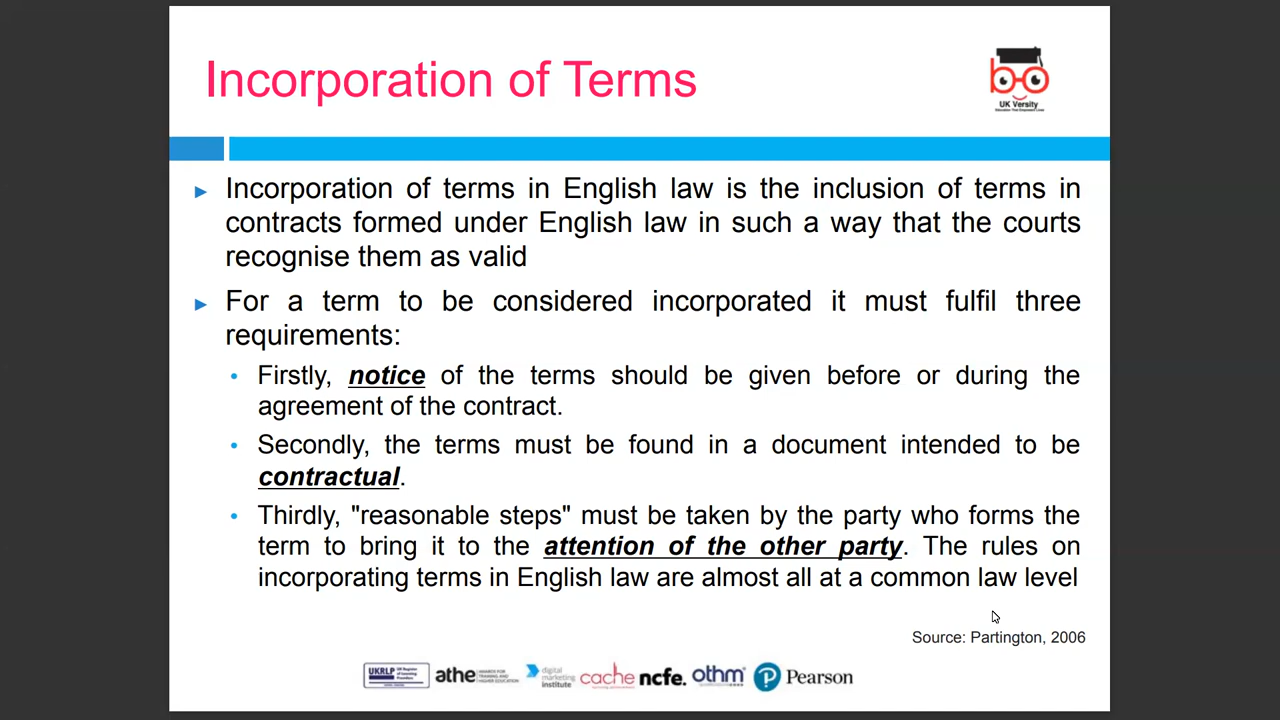 Incorporation of Terms
UK Versity
Incorporation of terms in English law is the inclusion of terms in
contracts formed under English law in such a way that the courts
recognise them as valid
For a term to be considered incorporated it must fulfil three
requirements:
Firstly, notice of the terms should be given before or during the
agreement of the contract.
Secondly, the terms must be found in a document intended to be
contractual.
Thirdly, "reasonable steps" must be taken by the party who forms the
term to bring it to the attention of the other party. The rules on
incorporating terms in English law are almost all at a common law level
Source: Partington, 2006
UKRLP
athe
digital
marketing
institute
cache
ncfe.
othm
Pearson